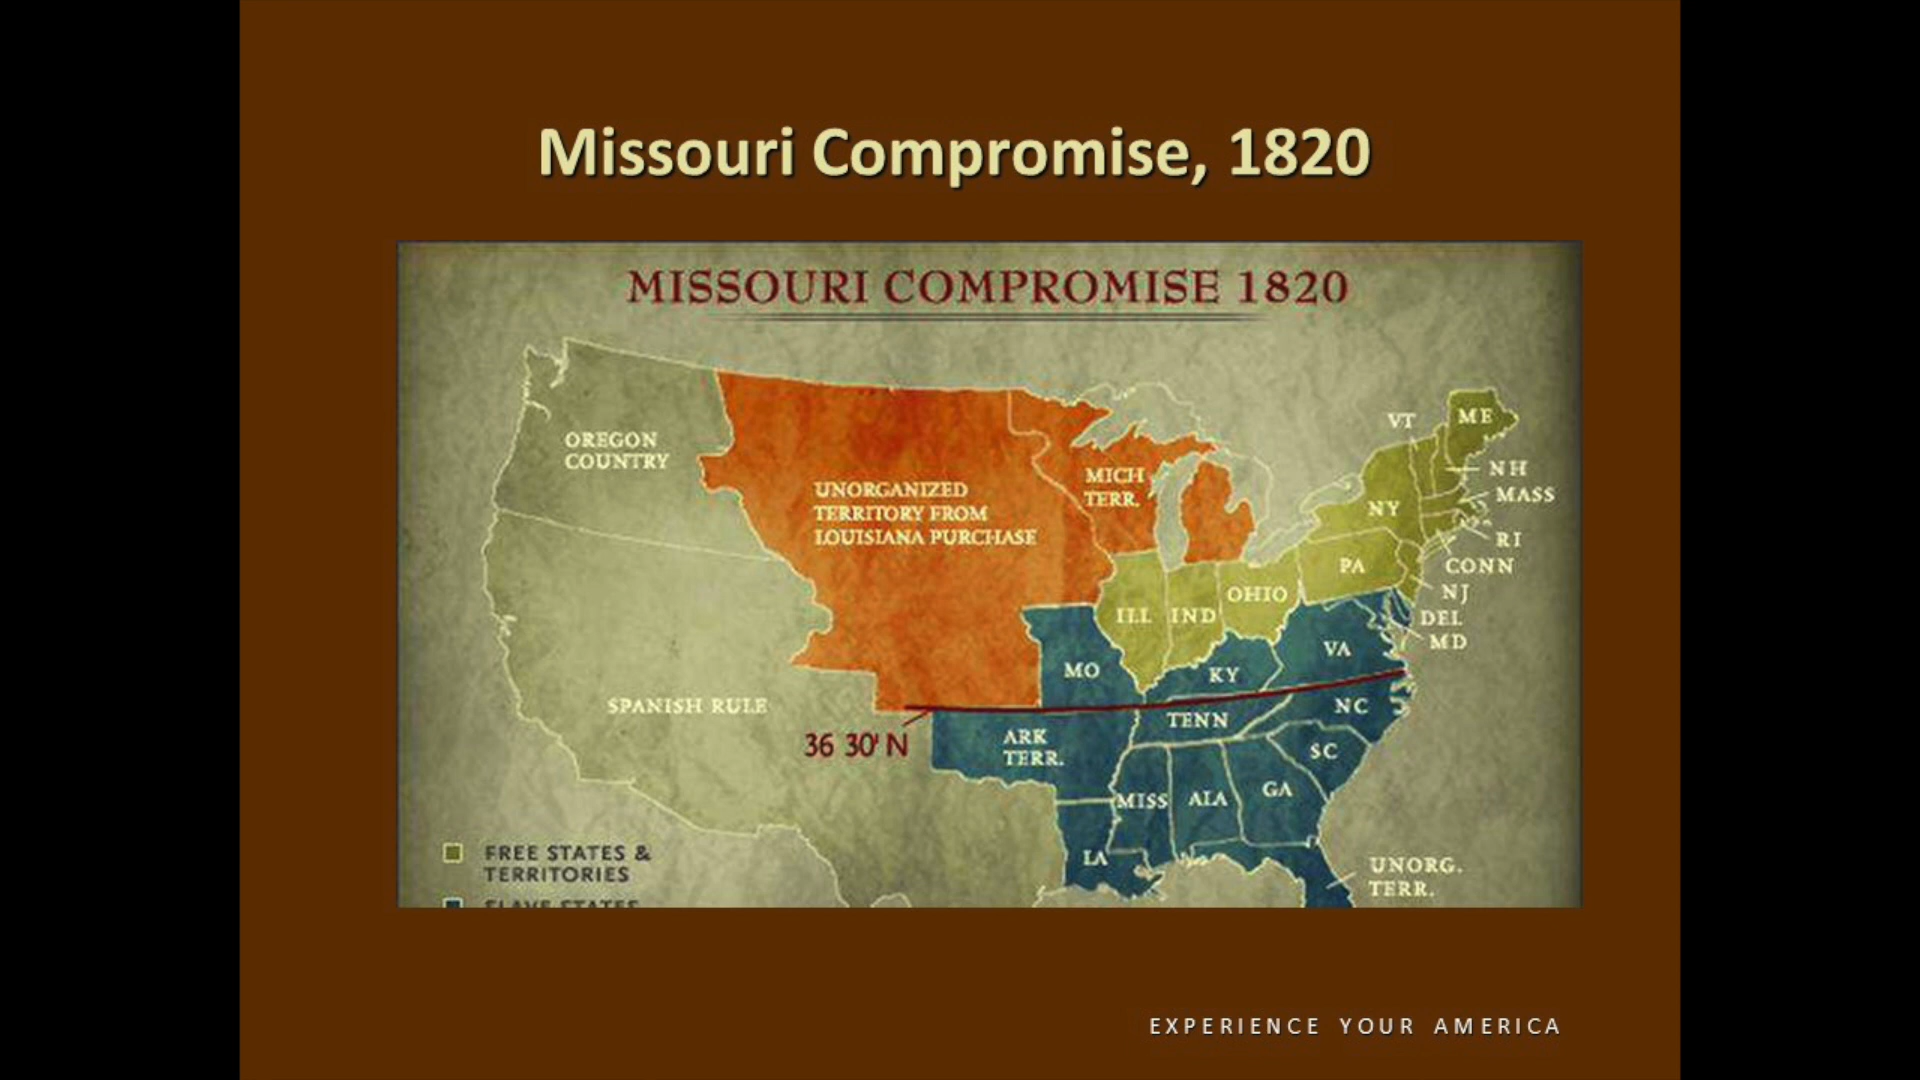 Missouri Compromise, 1820
MISSOURI COMPROMISE 1820
OREGON
COUNTRY
UNORGANIZED
TERRITORY FROM
LOUISIANA PURCHASE
MICH
TERR.
VT
ME
NH
MASS
NY
RI
CONN
PA
NJ
OHIO
ILL
IND
DEL
MD
VA
MO
KY
SPANISH RULE
NC
TENN
36 30' N
ARK
TERR.
SC
MISS
ALA
GA
LA
UNORG.
TERR.
FREE STATES &
TERRITORIES
SLAVE STATES
EXPERIENCE YOUR AMERICA